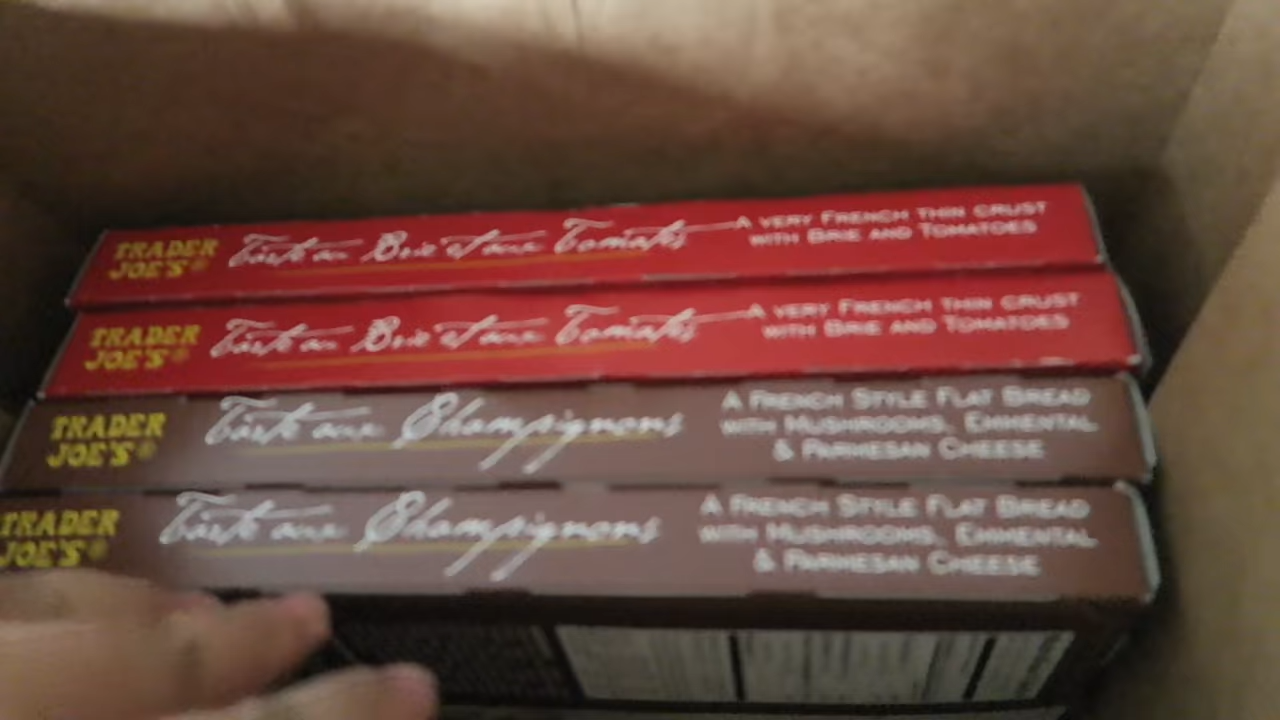 TRADER JOE'S®
Tarte au Brie et aux Tomates
A VERY FRENCH THIN CRUST
WITH BRIE AND TOMATOES
TRADER JOE'S®
Tarte au Brie et aux Tomates
A VERY FRENCH THIN CRUST
WITH BRIE AND TOMATOES
TRADER JOE'S®
Tarte aux Champignons
A FRENCH STYLE FLAT BREAD
WITH MUSHROOMS, EMMENTAL
& PARMESAN CHEESE
TRADER JOE'S®
Tarte aux Champignons
A FRENCH STYLE FLAT BREAD
WITH MUSHROOMS, EMMENTAL
& PARMESAN CHEESE